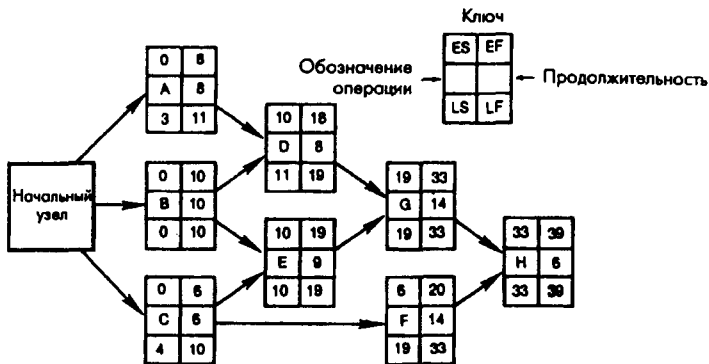 Ключ
ES EF
Обозначение
операции
Продолжительность
LS LF
0 8
A 8
3 11
10 18
D 8
11 19
Начальный
узел
0 10
B 10
0 10
19 33
G 14
19 33
33 39
H 6
33 39
10 19
E 9
10 19
0 6
C 6
4 10
6 20
F 14
19 33